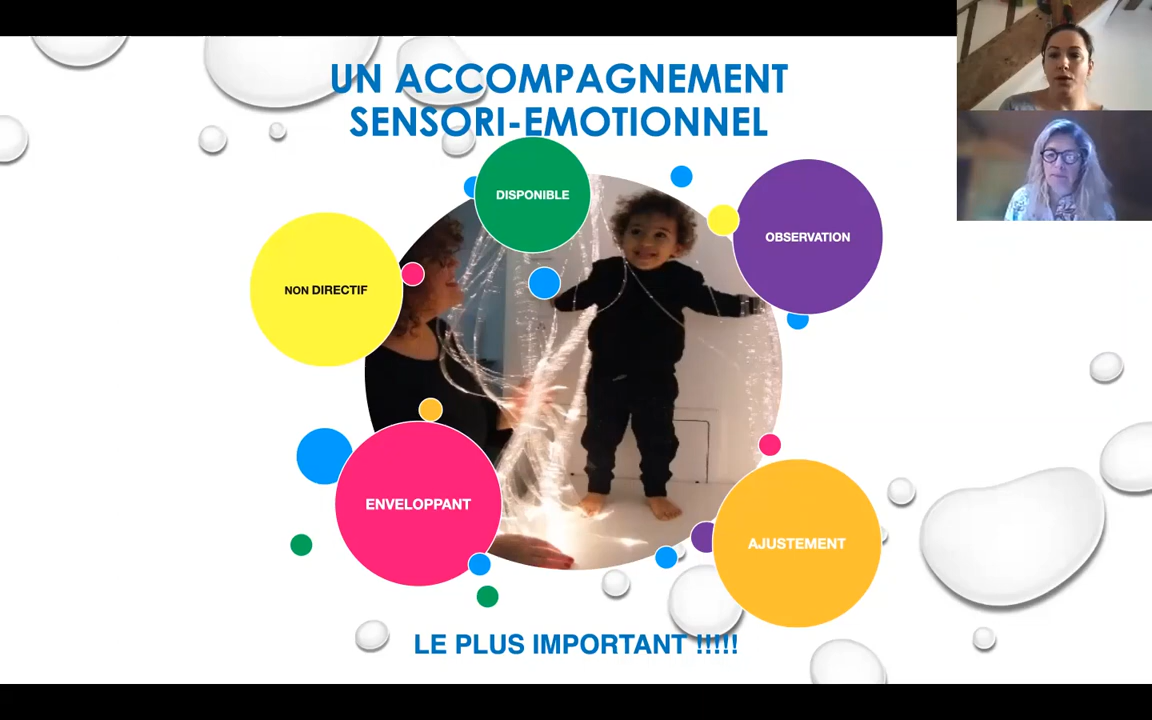 UN ACCOMPAGNEMENT
SENSORI-EMOTIONNEL
DISPONIBLE
OBSERVATION
NON DIRECTIF
ENVELOPPANT
AJUSTEMENT
LE PLUS IMPORTANT !!!!!